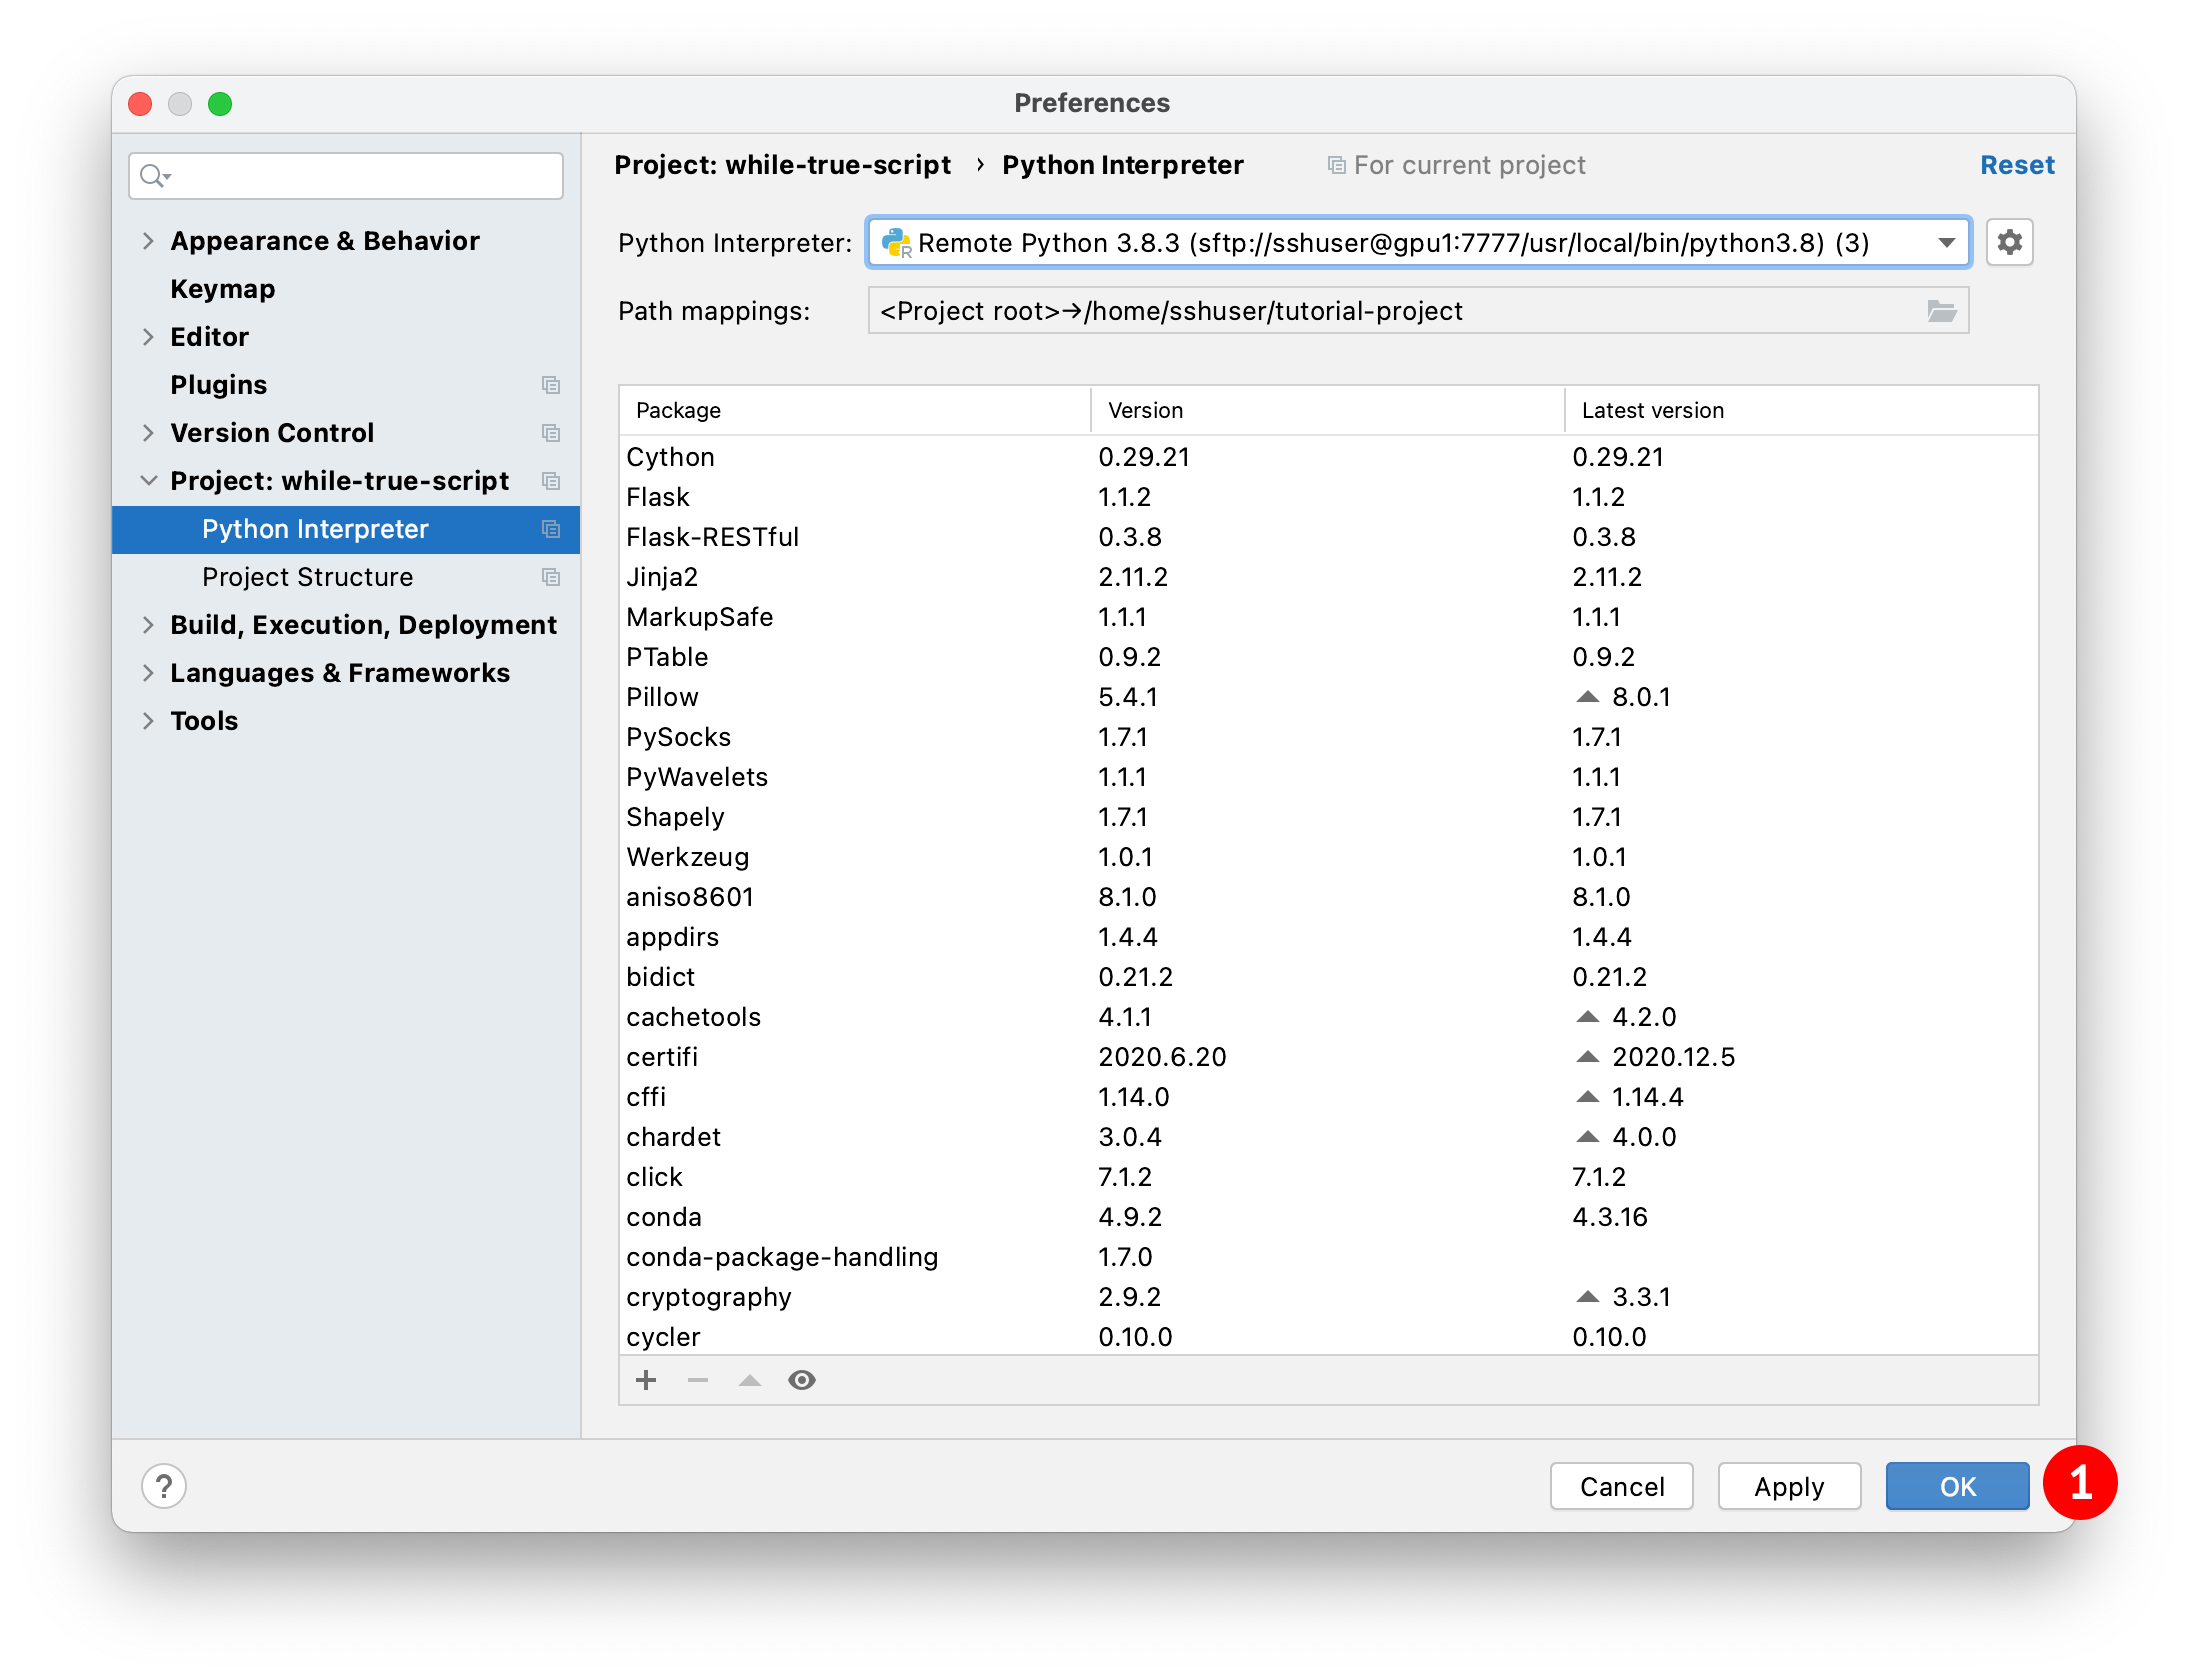 Preferences
Project: while-true-script › Python Interpreter For current project Reset
Appearance & Behavior
Keymap
Editor
Plugins
Version Control
Project: while-true-script
Python Interpreter
Project Structure
Build, Execution, Deployment
Languages & Frameworks
Tools
Python Interpreter: Remote Python 3.8.3 (sftp://sshuser@gpu1:7777/usr/local/bin/python3.8) (3)
Path mappings: <Project root>→/home/sshuser/tutorial-project
Package Version Latest version
Cython 0.29.21 0.29.21
Flask 1.1.2 1.1.2
Flask-RESTful 0.3.8 0.3.8
Jinja2 2.11.2 2.11.2
MarkupSafe 1.1.1 1.1.1
PTable 0.9.2 0.9.2
Pillow 5.4.1 8.0.1
PySocks 1.7.1 1.7.1
PyWavelets 1.1.1 1.1.1
Shapely 1.7.1 1.7.1
Werkzeug 1.0.1 1.0.1
aniso8601 8.1.0 8.1.0
appdirs 1.4.4 1.4.4
bidict 0.21.2 0.21.2
cachetools 4.1.1 4.2.0
certifi 2020.6.20 2020.12.5
cffi 1.14.0 1.14.4
chardet 3.0.4 4.0.0
click 7.1.2 7.1.2
conda 4.9.2 4.3.16
conda-package-handling 1.7.0
cryptography 2.9.2 3.3.1
cycler 0.10.0 0.10.0
? Cancel Apply OK 1